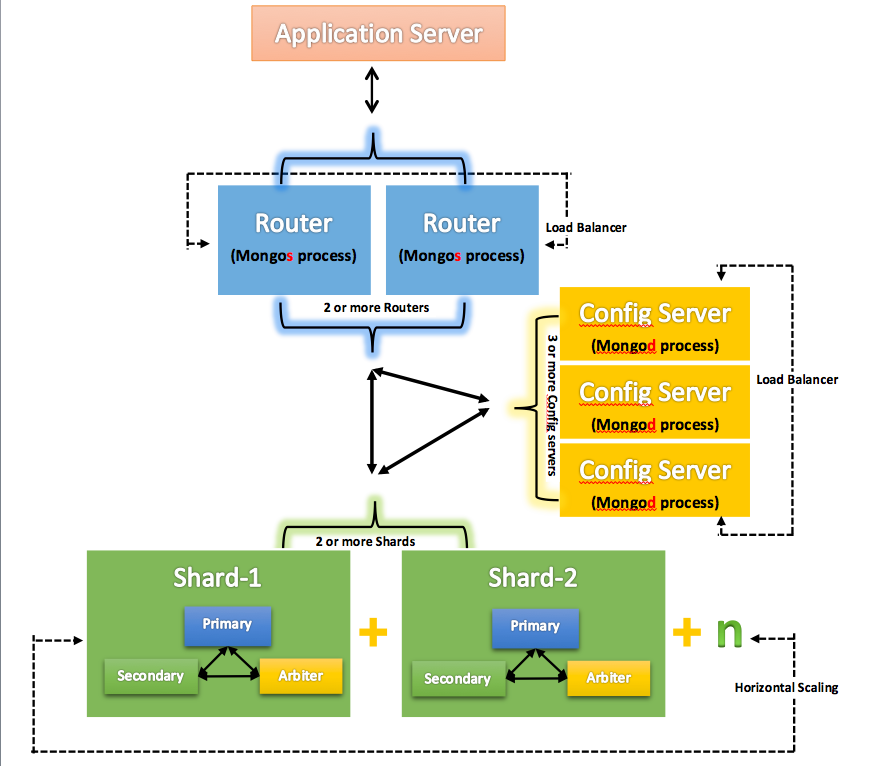 Application Server
Router
(Mongos process)
Router
(Mongos process)
Load Balancer
2 or more Routers
Config Server
(Mongod process)
Config Server
(Mongod process)
Config Server
(Mongod process)
3 or more Config servers
Load Balancer
2 or more Shards
Shard-1
Primary
Secondary
Arbiter
+
Shard-2
Primary
Secondary
Arbiter
+
n
Horizontal Scaling